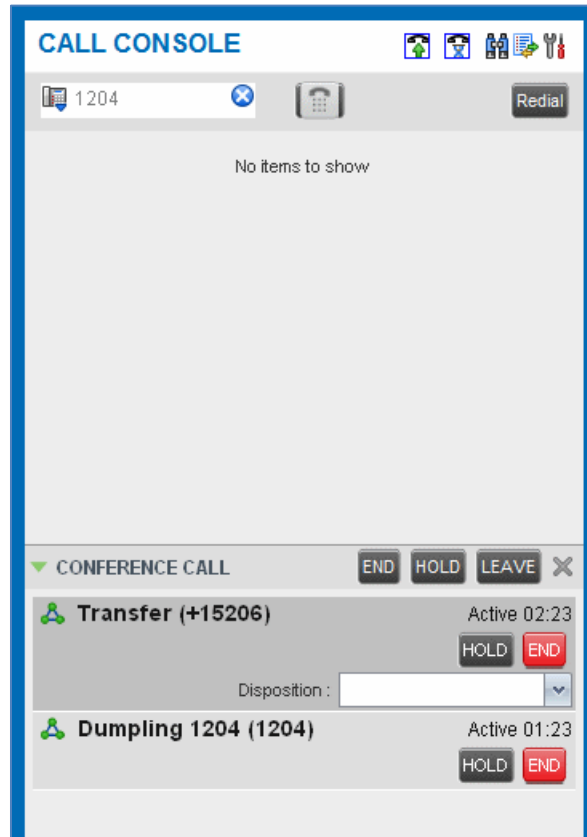 CALL CONSOLE
1204
Redial
No items to show
CONFERENCE CALL END HOLD LEAVE
Transfer (+15206) Active 02:23
HOLD END
Disposition :
Dumpling 1204 (1204) Active 01:23
HOLD END